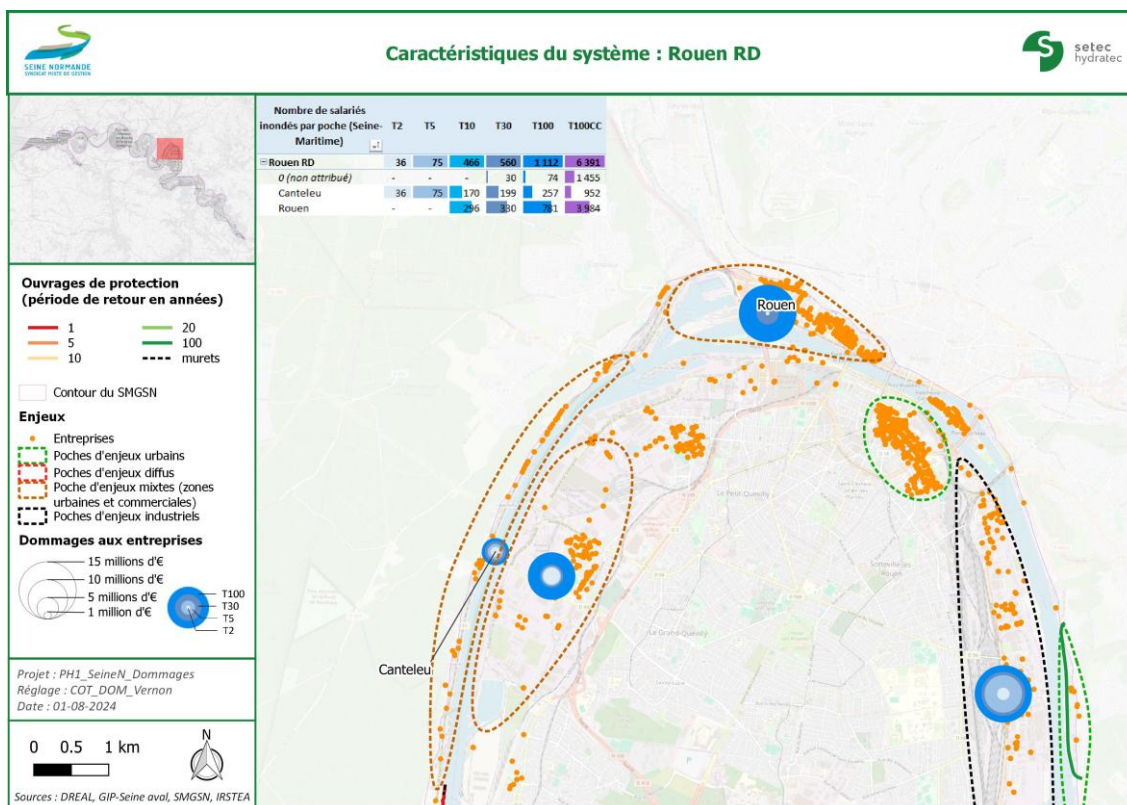 Caractéristiques du système : Rouen RD
SEINE NORMANDE
SYNDICAT MIXTE DE GESTION
setec
hydratec
Nombre de salariés
inondés par poche (Seine-
Maritime) T2 T5 T10 T30 T100 T100CC
Rouen RD 36 75 466 560 1 112 6 391
0 (non attribué) - - - 30 74 1 455
Canteleu 36 75 170 199 257 952
Rouen - - 296 330 781 3 984
Ouvrages de protection
(période de retour en années)
1 20
5 100
10 murets
Contour du SMGSN
Enjeux
Entreprises
Poches d'enjeux urbains
Poches d'enjeux diffus
Poche d'enjeux mixtes (zones
urbaines et commerciales)
Poches d'enjeux industriels
Dommages aux entreprises
15 millions d'€
10 millions d'€
5 millions d'€
1 million d'€
T100
T30
T5
T2
Projet : PH1_SeineN_Dommages
Réglage : COT_DOM_Vernon
Date : 01-08-2024
0 0.5 1 km
N
Sources : DREAL, GIP-Seine aval, SMGSN, IRSTEA
Rouen
Le Petit-Quevilly
Sotteville-lès-
Rouen
Le Grand-Quevilly
Canteleu